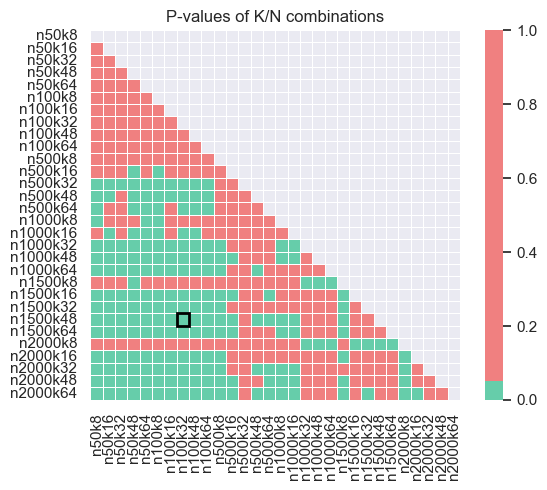 P-values of K/N combinations
n50k8
n50k16
n50k32
n50k48
n50k64
n100k8
n100k16
n100k32
n100k48
n100k64
n500k8
n500k16
n500k32
n500k48
n500k64
n1000k8
n1000k16
n1000k32
n1000k48
n1000k64
n1500k8
n1500k16
n1500k32
n1500k48
n1500k64
n2000k8
n2000k16
n2000k32
n2000k48
n2000k64
n50k8
n50k16
n50k32
n50k48
n50k64
n100k8
n100k16
n100k32
n100k48
n100k64
n500k8
n500k16
n500k32
n500k48
n500k64
n1000k8
n1000k16
n1000k32
n1000k48
n1000k64
n1500k8
n1500k16
n1500k32
n1500k48
n1500k64
n2000k8
n2000k16
n2000k32
n2000k48
n2000k64
1.0
0.8
0.6
0.4
0.2
0.0